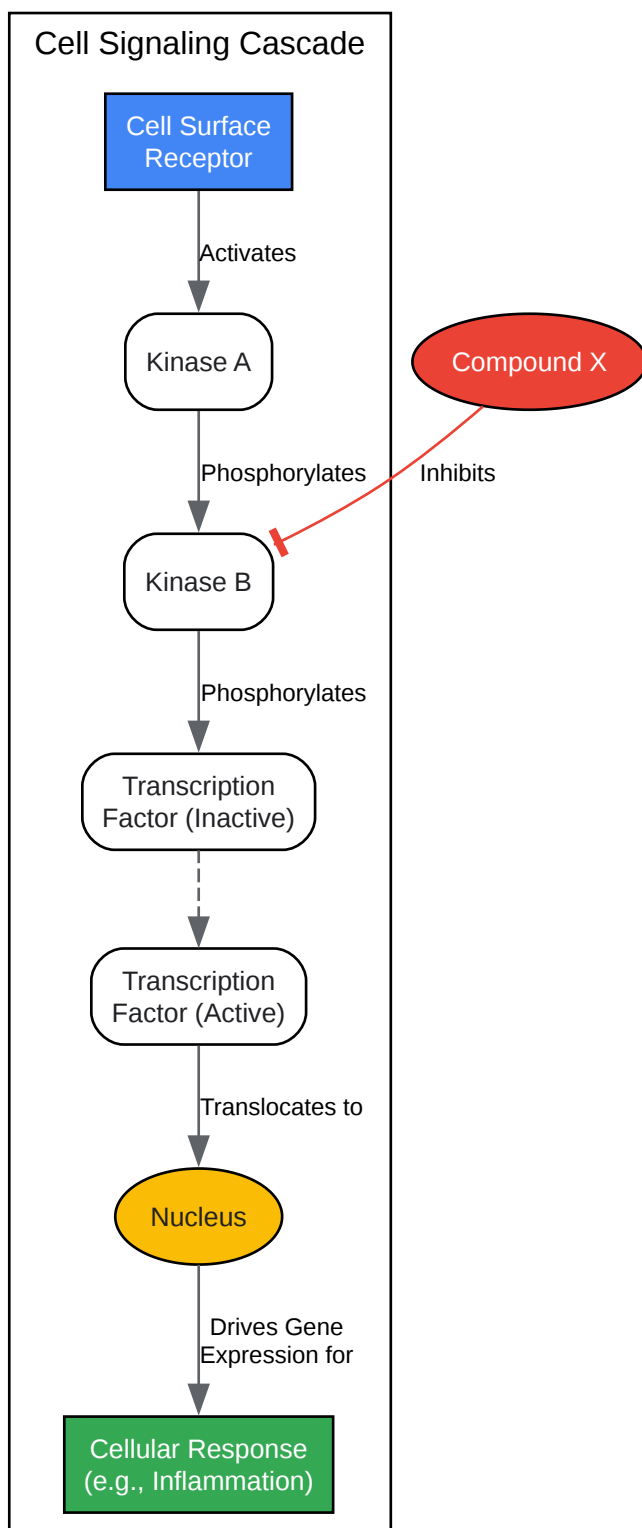 Cell Signaling Cascade
Cell Surface
Receptor
Activates
Kinase A
Compound X
Phosphorylates
Inhibits
Kinase B
Phosphorylates
Transcription
Factor (Inactive)
Transcription
Factor (Active)
Translocates to
Nucleus
Drives Gene
Expression for
Cellular Response
(e.g., Inflammation)